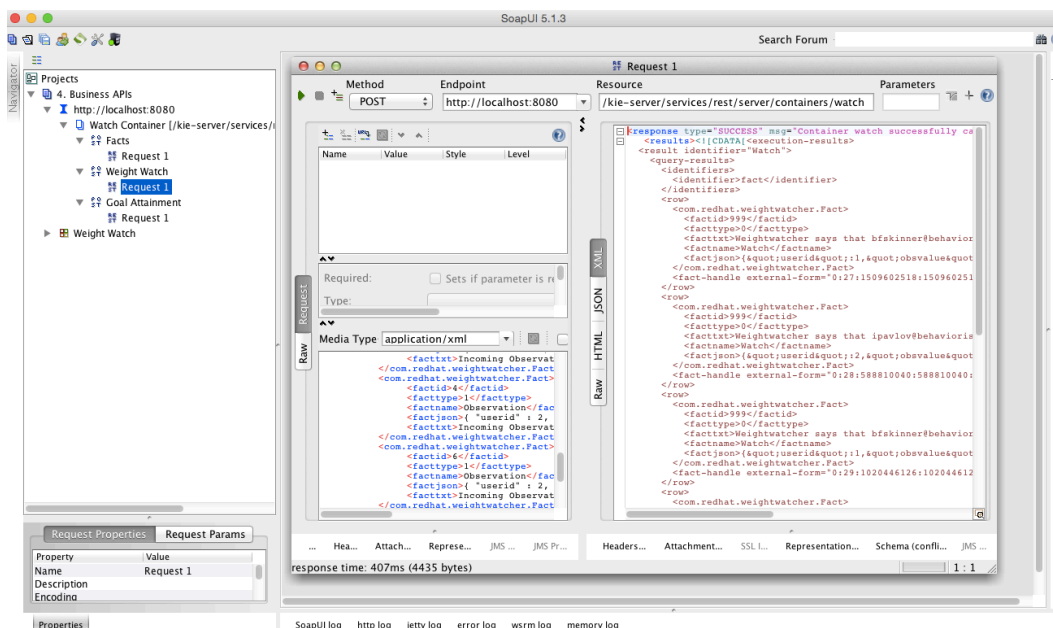 SoapUI 5.1.3
Search Forum
Navigator
Projects
4. Business APIs
http://localhost:8080
Watch Container [/kie-server/services/r
Facts
Request 1
Weight Watch
Request 1
Goal Attainment
Request 1
Weight Watch
Request Properties Request Params
Property Value
Name Request 1
Description
Encoding
Properties
Request 1
Method Endpoint Resource Parameters
POST http://localhost:8080 /kie-server/services/rest/server/containers/watch
Request
Raw
Name Value Style Level
Required: Sets if parameter is re
Type:
Media Type application/xml
<facttxt>Incoming Observat
</com.redhat.weightwatcher.Fact
<com.redhat.weightwatcher.Fact>
<factid>4</factid>
<facttype>1</facttype>
<factname>Observation</fac
<factjson>{ "userid" : 2,
<facttxt>Incoming Observat
</com.redhat.weightwatcher.Fact
<com.redhat.weightwatcher.Fact>
<factid>6</factid>
<facttype>1</facttype>
<factname>Observation</fac
<factjson>{ "userid" : 2,
<facttxt>Incoming Observat
</com.redhat.weightwatcher.Fact
XML
JSON
HTML
Raw
<response type="SUCCESS" msg="Container watch successfully ca
<results><![CDATA[<execution-results>
<result identifier="Watch">
<query-results>
<identifiers>
<identifier>fact</identifier>
</identifiers>
<row>
<com.redhat.weightwatcher.Fact>
<factid>999</factid>
<facttype>0</facttype>
<facttxt>Weightwatcher says that bfskinner@behavior
<factname>Watch</factname>
<factjson>{&quot;userid&quot;:1,&quot;obsvalue&quot
</com.redhat.weightwatcher.Fact>
<fact-handle external-form="0:27:1509602518:150960251
</row>
<row>
<com.redhat.weightwatcher.Fact>
<factid>999</factid>
<facttype>0</facttype>
<facttxt>Weightwatcher says that ipavlov@behavioris
<factname>Watch</factname>
<factjson>{&quot;userid&quot;:2,&quot;obsvalue&quot
</com.redhat.weightwatcher.Fact>
<fact-handle external-form="0:28:588810040:588810040:
</row>
<row>
<com.redhat.weightwatcher.Fact>
<factid>999</factid>
<facttype>0</facttype>
<facttxt>Weightwatcher says that bfskinner@behavior
<factname>Watch</factname>
<factjson>{&quot;userid&quot;:1,&quot;obsvalue&quot
</com.redhat.weightwatcher.Fact>
<fact-handle external-form="0:29:1020446126:102044612
</row>
<row>
<com.redhat.weightwatcher.Fact>
... Hea... Attach... Represe... JMS ... JMS Pr...
Headers... Attachment... SSL I... Representation... Schema (confli... JMS ...
response time: 407ms (4435 bytes) 1 : 1
SoapUI log http log jetty log error log wsrm log memory log